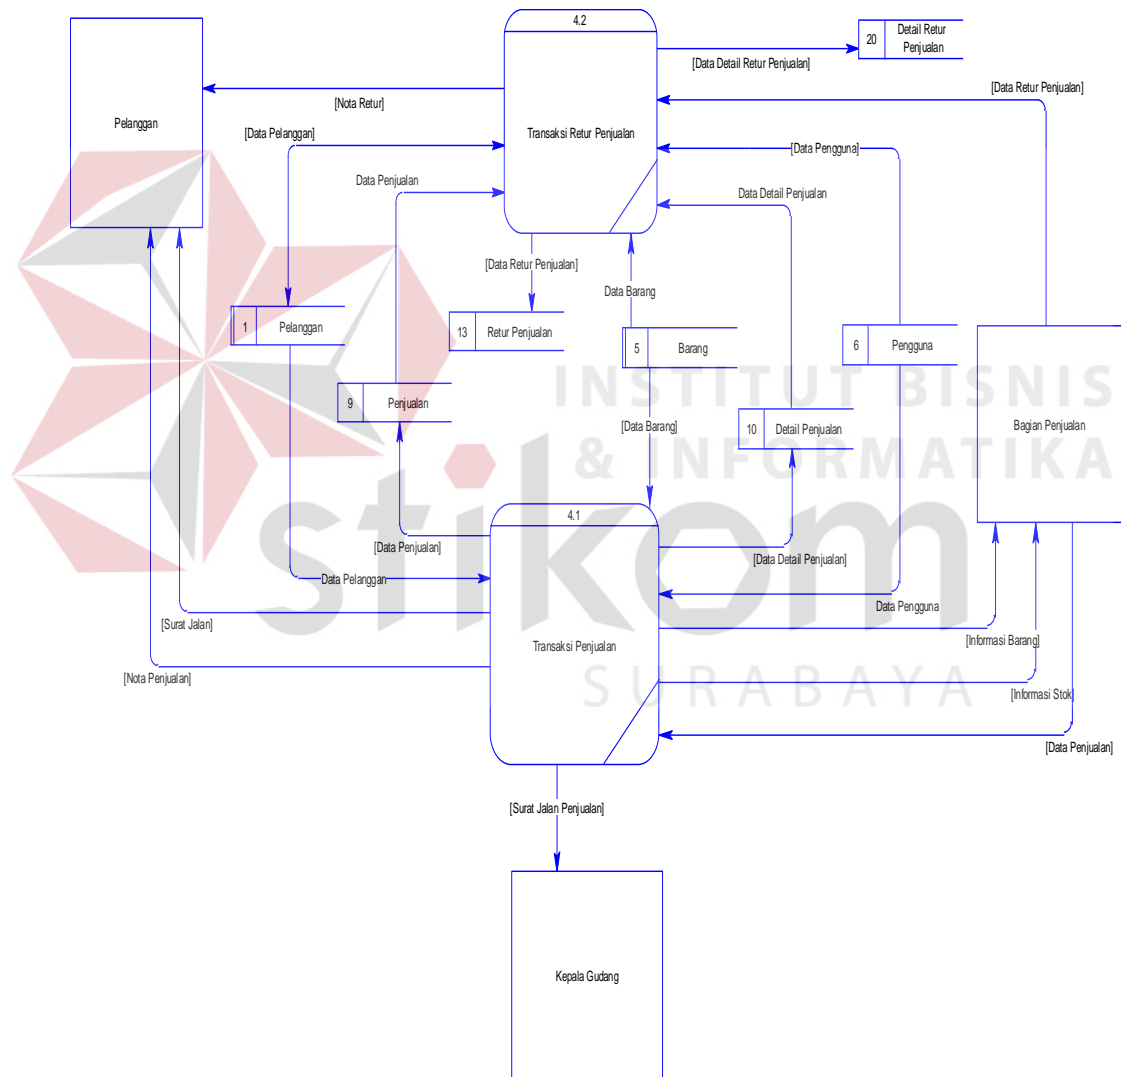 4.2
20
Detail Retur
Penjualan
[Data Detail Retur Penjualan]
[Data Retur Penjualan]
[Nota Retur]
Pelanggan
Transaksi Retur Penjualan
[Data Pelanggan]
[Data Pengguna]
Data Penjualan
Data Detail Penjualan
[Data Retur Penjualan]
Data Barang
1
Pelanggan
13
Retur Penjualan
5
Barang
6
Pengguna
9
Penjualan
[Data Barang]
10
Detail Penjualan
Bagian Penjualan
INSTITUT BISNIS
& INFORMATIKA
stikom
SURABAYA
4.1
[Data Penjualan]
[Data Detail Penjualan]
Data Pelanggan
Data Pengguna
[Surat Jalan]
Transaksi Penjualan
[Informasi Barang]
[Nota Penjualan]
[Informasi Stok]
[Data Penjualan]
[Surat Jalan Penjualan]
Kepala Gudang